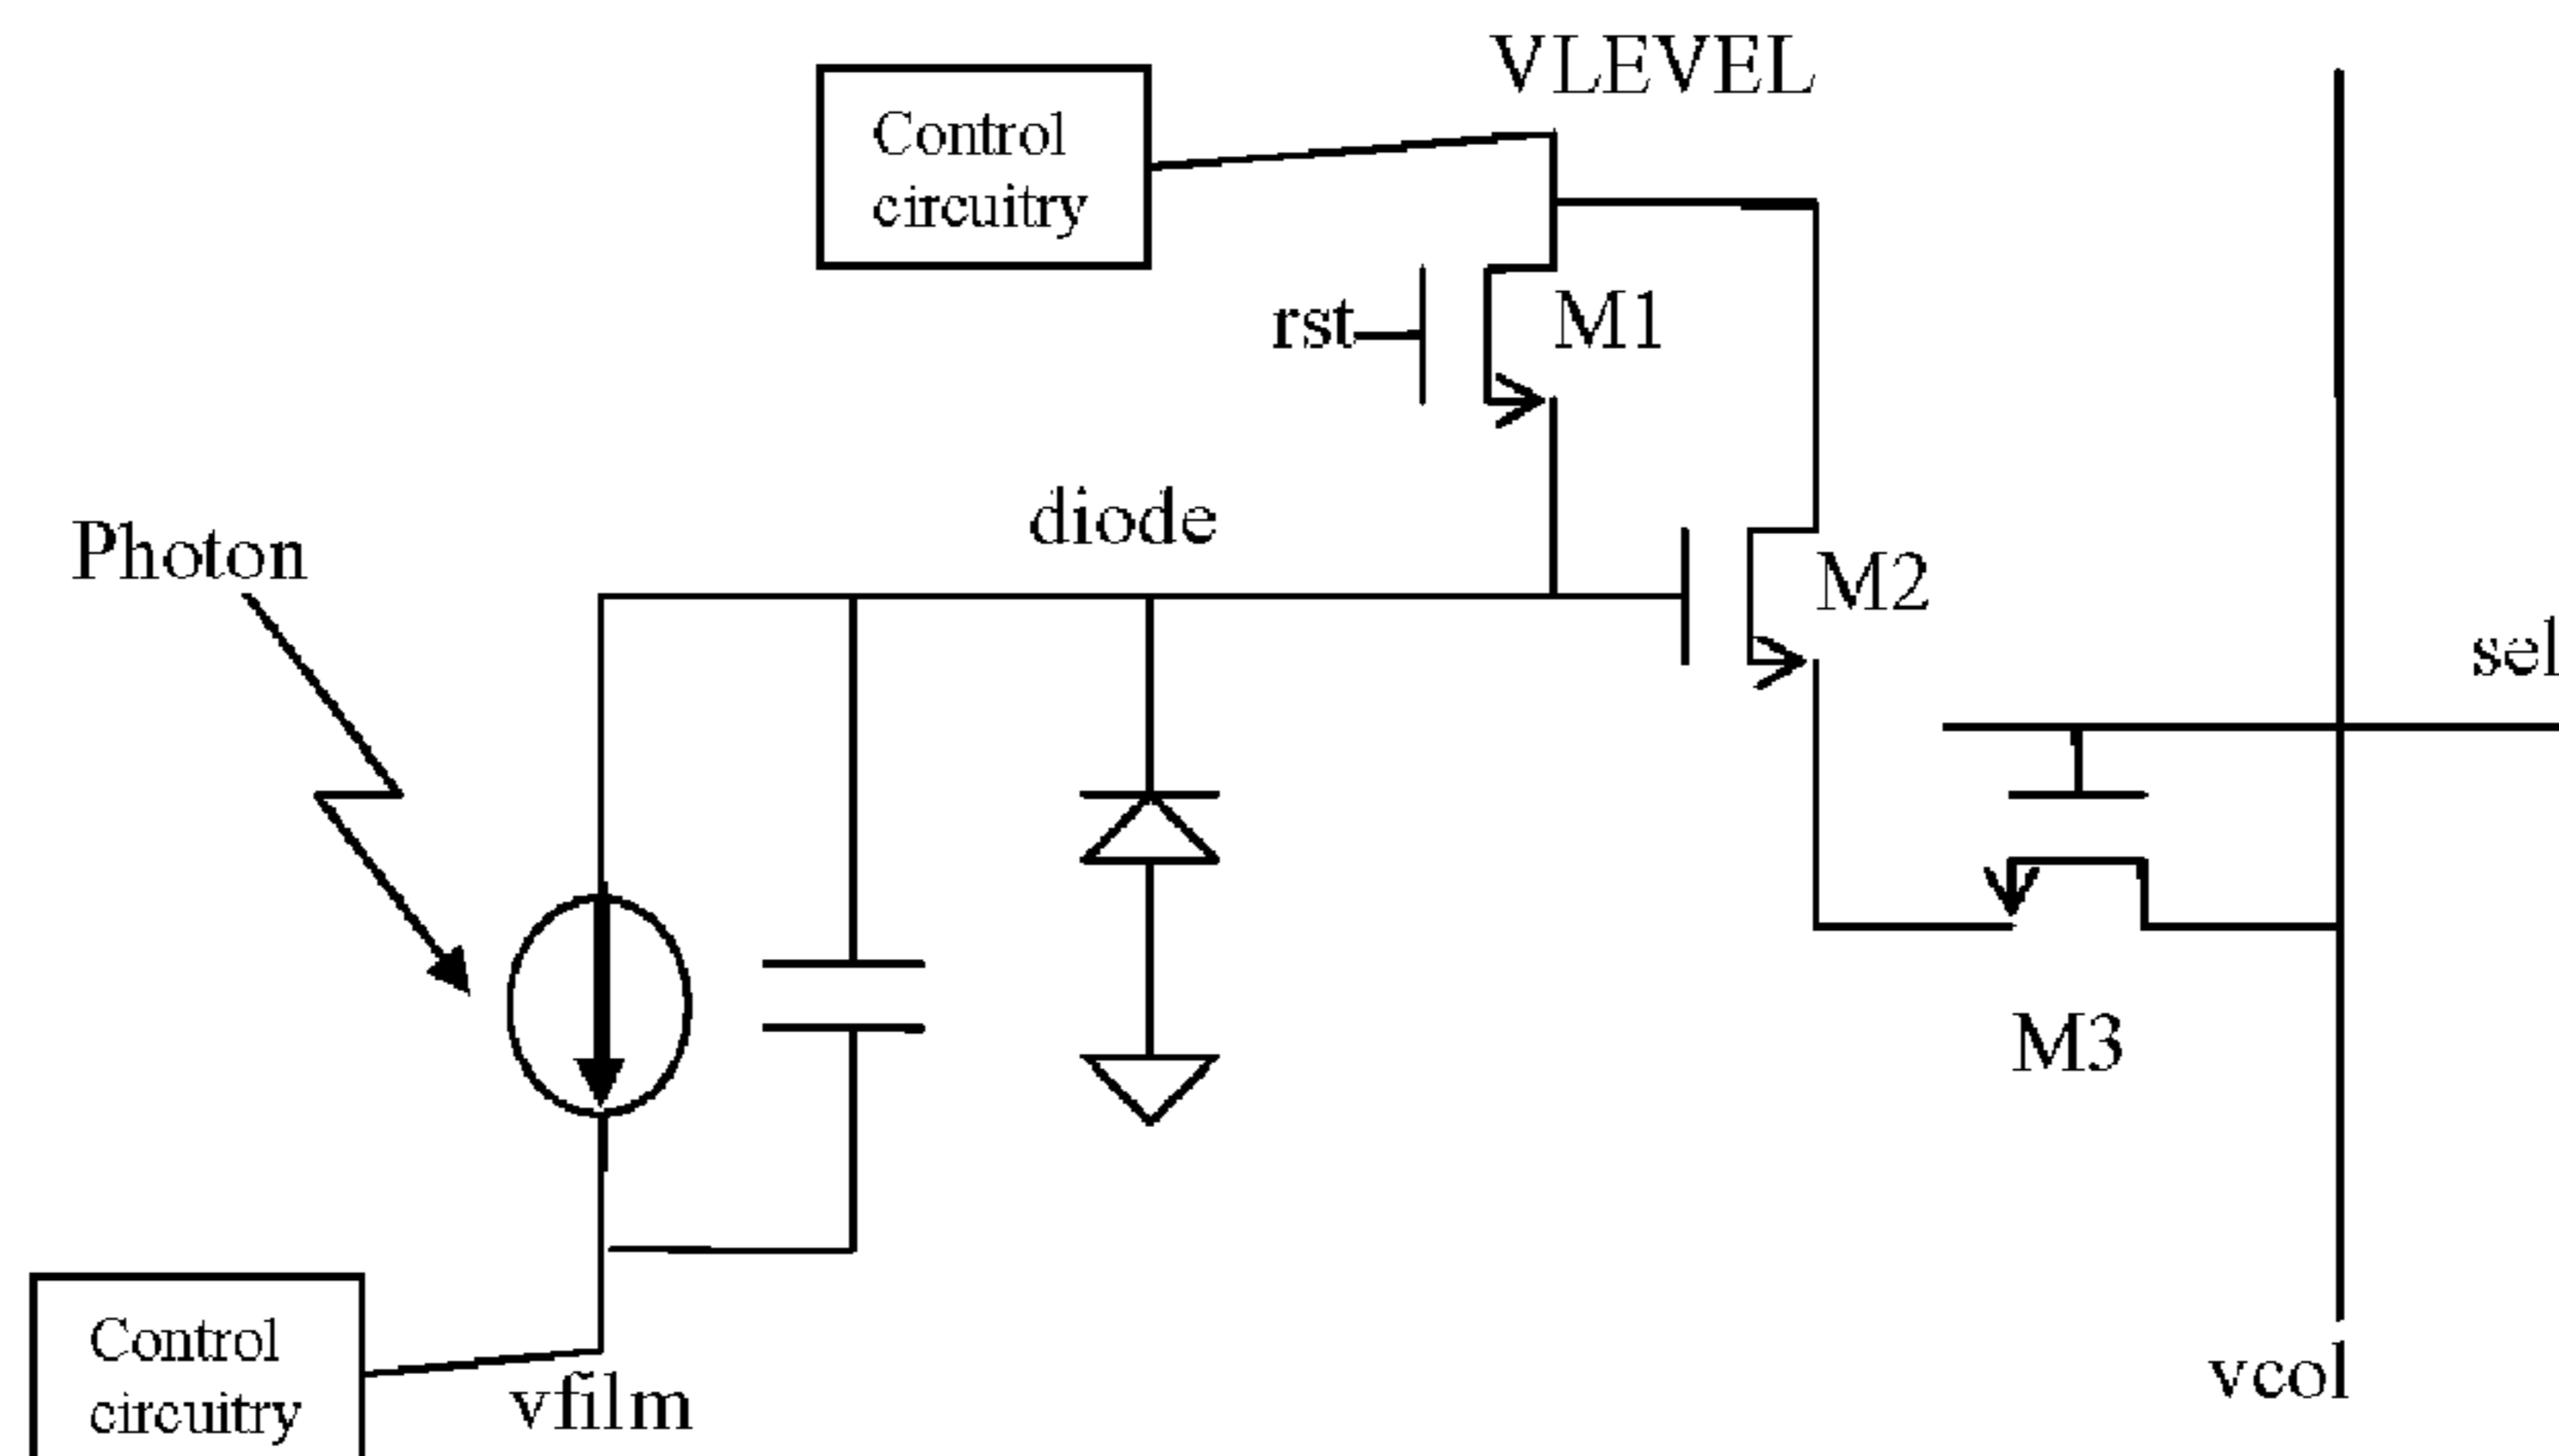 VLEVEL
Control
circuitry
rst
M1
diode
Photon
M2
sel
M3
Control
circuitry
vfilm
vcol